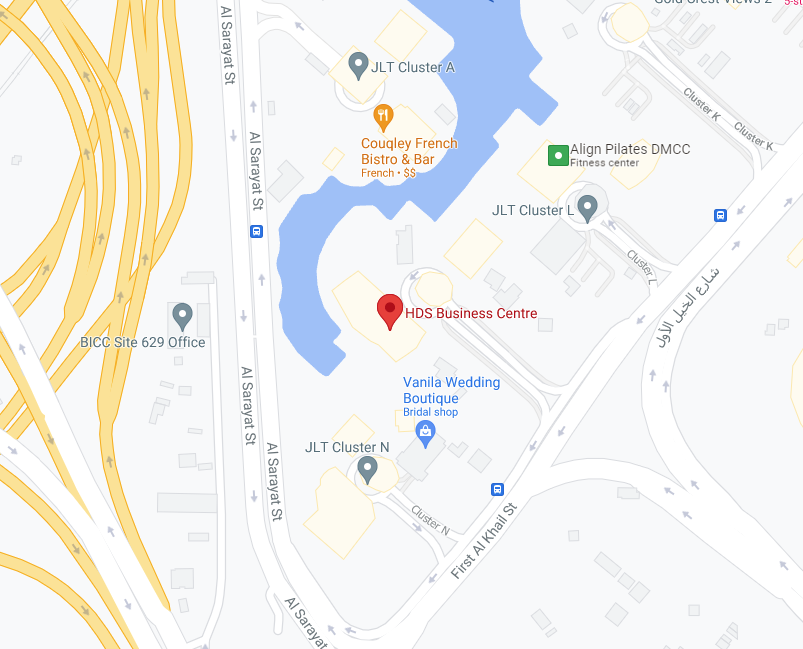 Gold Crest Views 2
5-st
Al Sarayat St
JLT Cluster A
Cluster K
Cluster K
Couqley French
Bistro & Bar
French • $$
Al Sarayat St
Align Pilates DMCC
Fitness center
JLT Cluster L
Cluster L
شارع الخيل الأول
HDS Business Centre
BICC Site 629 Office
Vanila Wedding
Boutique
Bridal shop
Al Sarayat St
JLT Cluster N
Al Sarayat St
Cluster N
First Al Khail St
Al Sarayat St